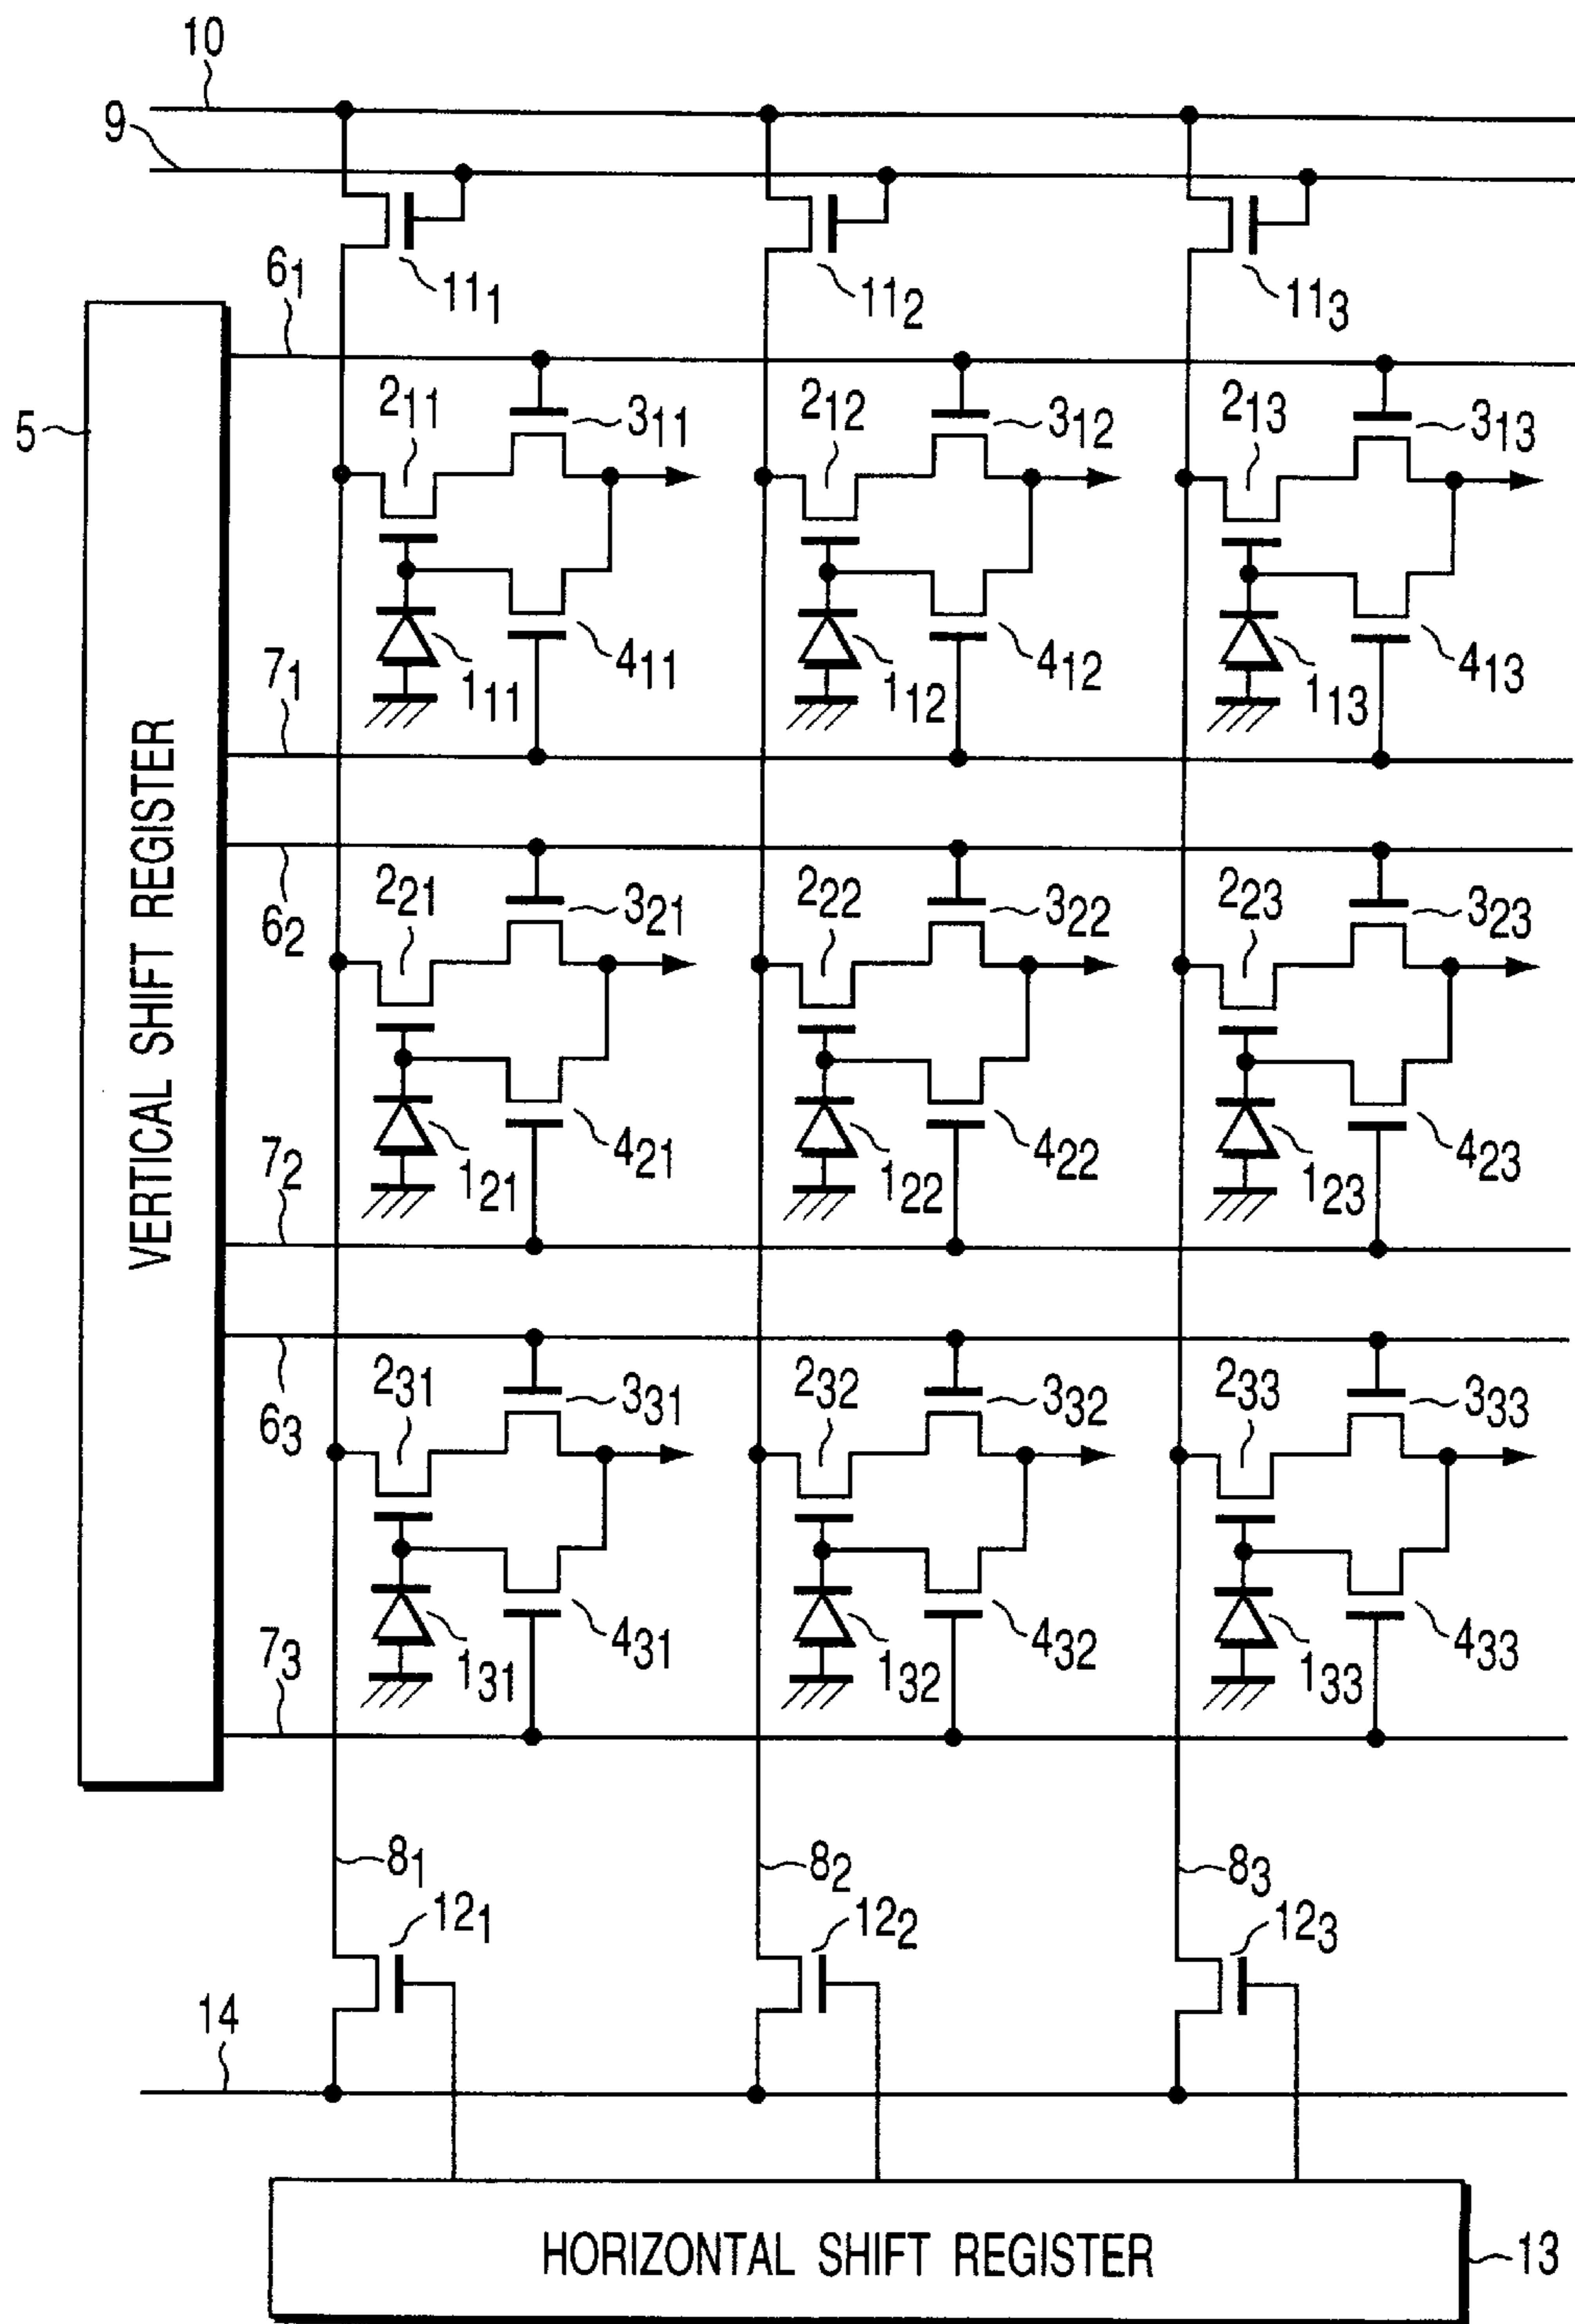 10
9
11₁ 11₂ 11₃
6₁
5
2₁₁ 3₁₁ 2₁₂ 3₁₂ 2₁₃ 3₁₃
7₁ 1₁₁ 4₁₁ 1₁₂ 4₁₂ 1₁₃ 4₁₃
VERTICAL SHIFT REGISTER
6₂ 2₂₁ 3₂₁ 2₂₂ 3₂₂ 2₂₃ 3₂₃
7₂ 1₂₁ 4₂₁ 1₂₂ 4₂₂ 1₂₃ 4₂₃
6₃ 2₃₁ 3₃₁ 2₃₂ 3₃₂ 2₃₃ 3₃₃
7₃ 1₃₁ 4₃₁ 1₃₂ 4₃₂ 1₃₃ 4₃₃
8₁ 8₂ 8₃
12₁ 12₂ 12₃
14
HORIZONTAL SHIFT REGISTER 13